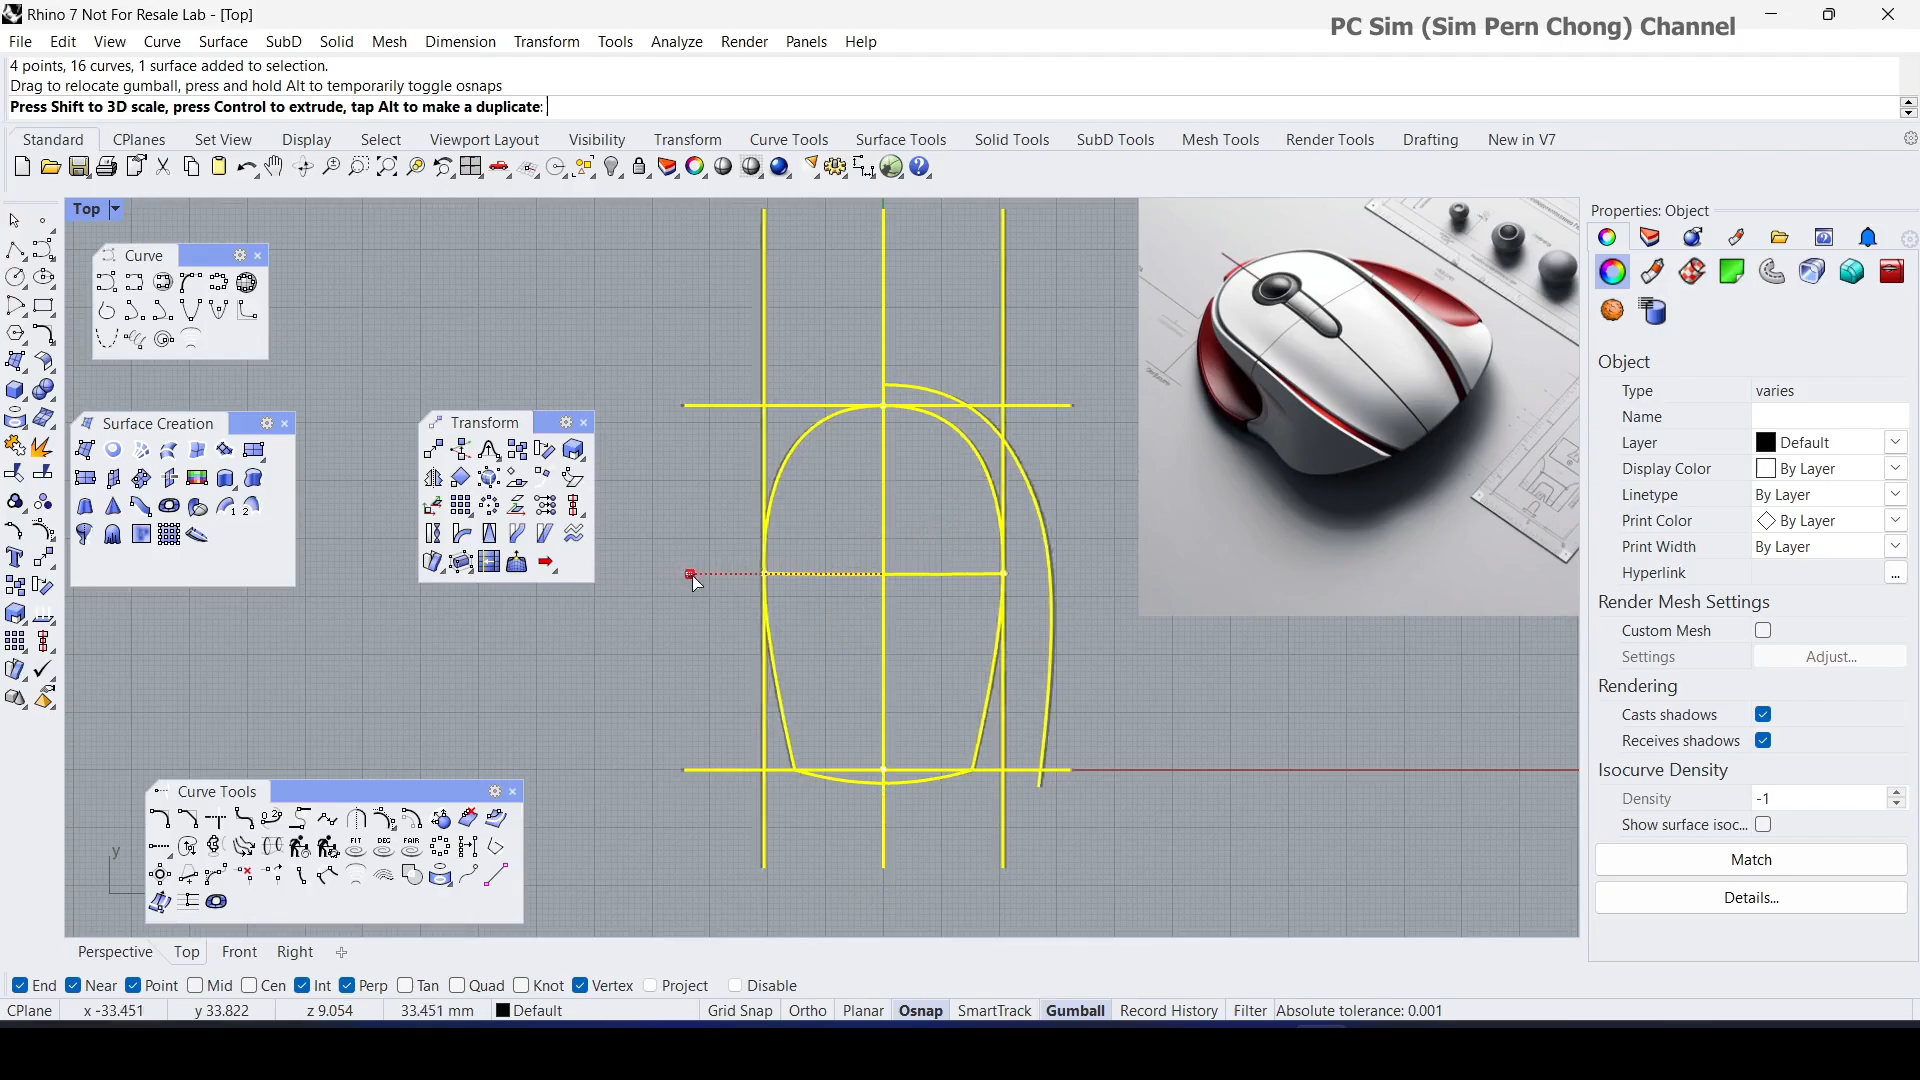 Rhino 7 Not For Resale Lab - [Top]
PC Sim (Sim Pern Chong) Channel
File Edit View Curve Surface SubD Solid Mesh Dimension Transform Tools Analyze Render Panels Help
4 points, 16 curves, 1 surface added to selection.
Drag to relocate gumball, press and hold Alt to temporarily toggle osnaps
Press Shift to 3D scale, press Control to extrude, tap Alt to make a duplicate:
Standard CPlanes Set View Display Select Viewport Layout Visibility Transform Curve Tools Surface Tools Solid Tools SubD Tools Mesh Tools Render Tools Drafting New in V7
Top
Properties: Object
Curve
Object
Type varies
Name
Surface Creation
Transform
Layer Default
Display Color By Layer
Linetype By Layer
Print Color By Layer
Print Width By Layer
Hyperlink ...
Render Mesh Settings
Custom Mesh
Settings Adjust...
Rendering
Casts shadows
Receives shadows
Isocurve Density
Density -1
Show surface isoc...
Match
Details...
Curve Tools
FIT DEG FAIR
y
Perspective Top Front Right
End Near Point Mid Cen Int Perp Tan Quad Knot Vertex Project Disable
CPlane x -33.451 y 33.822 z 9.054 33.451 mm Default Grid Snap Ortho Planar Osnap SmartTrack Gumball Record History Filter Absolute tolerance: 0.001